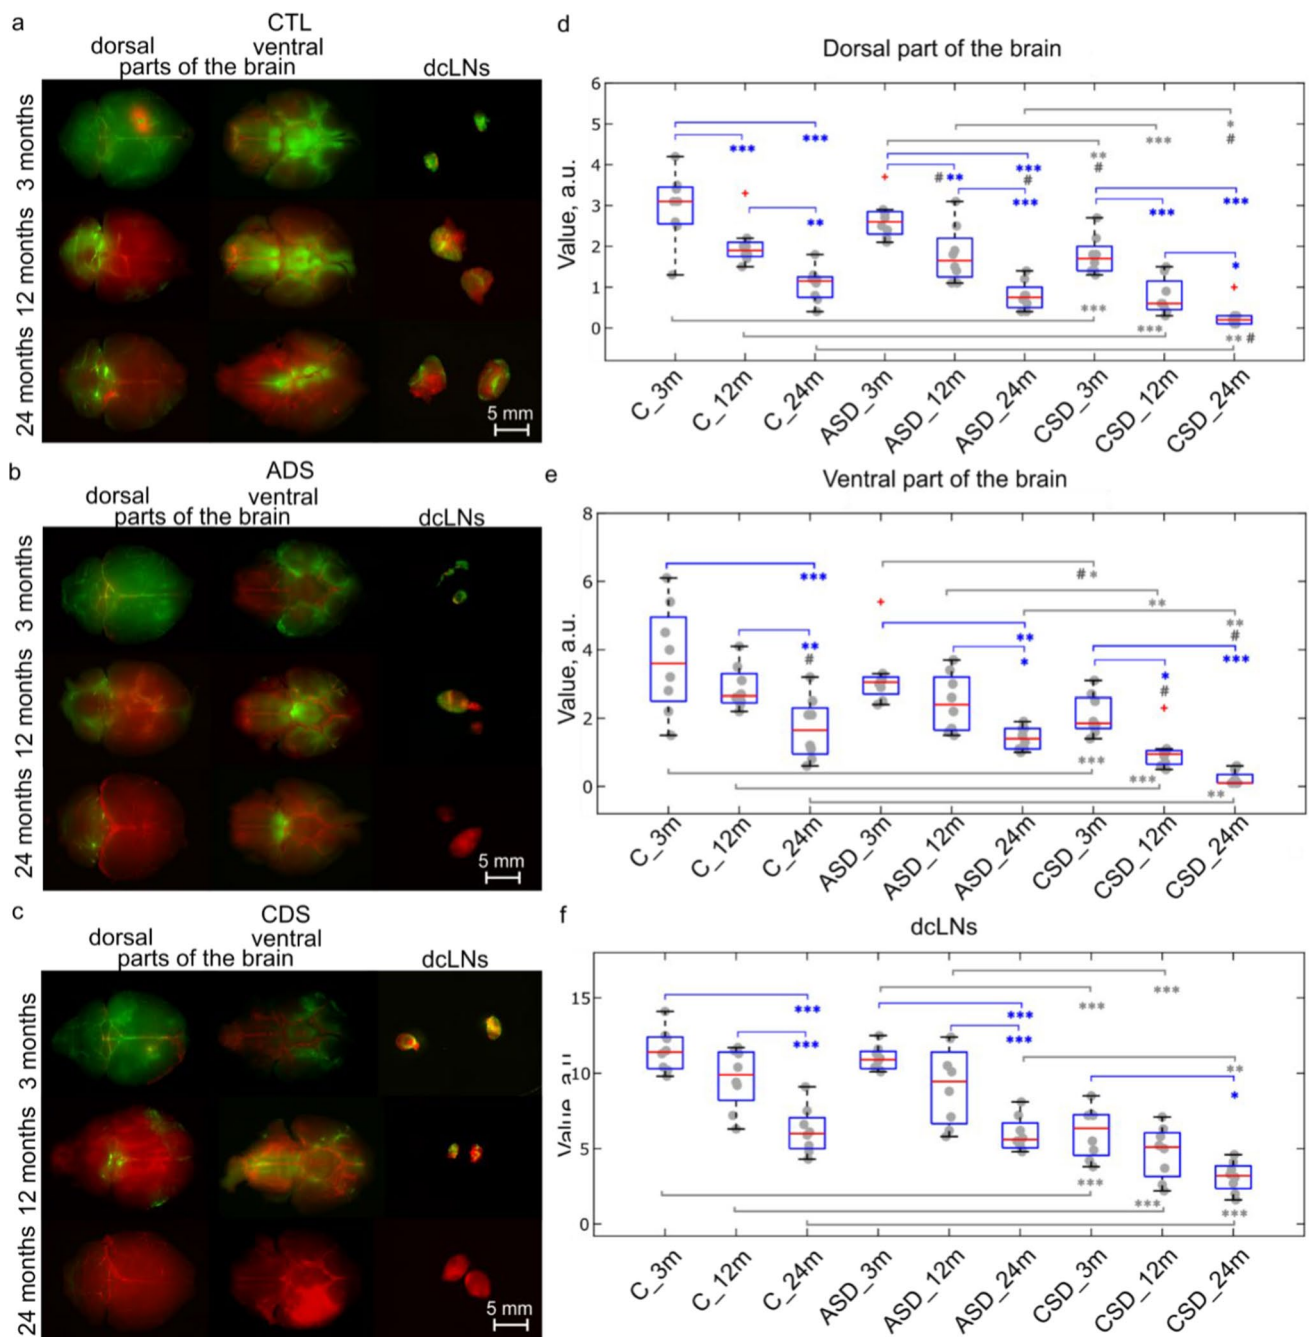 a
CTL
dorsal
ventral
parts of the brain
dcLNs
3 months
12 months
24 months
5 mm
b
ADS
dorsal
ventral
parts of the brain
dcLNs
3 months
12 months
24 months
5 mm
c
CDS
dorsal
ventral
parts of the brain
dcLNs
3 months
12 months
24 months
5 mm
d
Dorsal part of the brain
Value, a.u.
6
5
4
3
2
1
0
***
***
**
#
**
***
#
***
**
#
***
*
#
***
***
*
***
***
** #
C_3m
C_12m
C_24m
ASD_3m
ASD_12m
ASD_24m
CSD_3m
CSD_12m
CSD_24m
e
Ventral part of the brain
Value, a.u.
8
6
4
2
0
***
**
#
**
*
# *
**
**
#
***
*
#
***
***
**
C_3m
C_12m
C_24m
ASD_3m
ASD_12m
ASD_24m
CSD_3m
CSD_12m
CSD_24m
f
dcLNs
15
10
5
0
***
***
***
***
***
***
**
*
***
***
***
C_3m
C_12m
C_24m
ASD_3m
ASD_12m
ASD_24m
CSD_3m
CSD_12m
CSD_24m